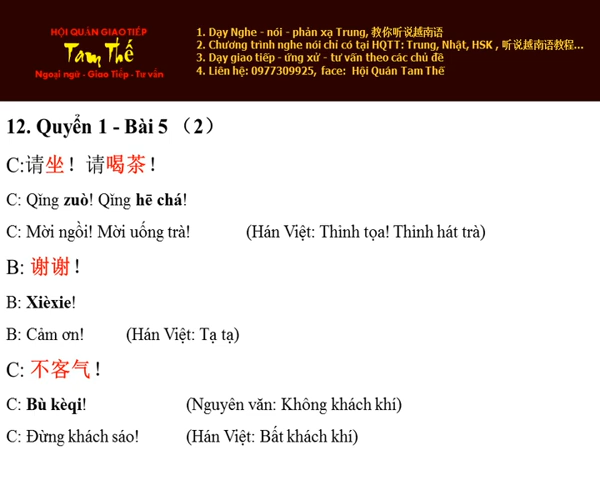 HỘI QUÁN GIAO TIẾP
Tam Thế
Ngoại ngữ - Giao Tiếp - Tư vấn
1. Dạy Nghe - nói - phản xạ Trung, 教你听说越南语
2. Chương trình nghe nói chỉ có tại HQTT: Trung, Nhật, HSK , 听说越南语教程...
3. Dạy giao tiếp - ứng xử - tư vấn theo các chủ đề
4. Liên hệ: 0977309925, face: Hội Quán Tam Thế
12. Quyển 1 - Bài 5 （2）
C:请坐！请喝茶！
C: Qǐng zuò! Qǐng hē chá!
C: Mời ngồi! Mời uống trà! (Hán Việt: Thỉnh tọa! Thỉnh hát trà)
B: 谢谢！
B: Xièxie!
B: Cảm ơn! (Hán Việt: Tạ tạ)
C: 不客气！
C: Bù kèqi! (Nguyên văn: Không khách khí)
C: Đừng khách sáo! (Hán Việt: Bất khách khí)